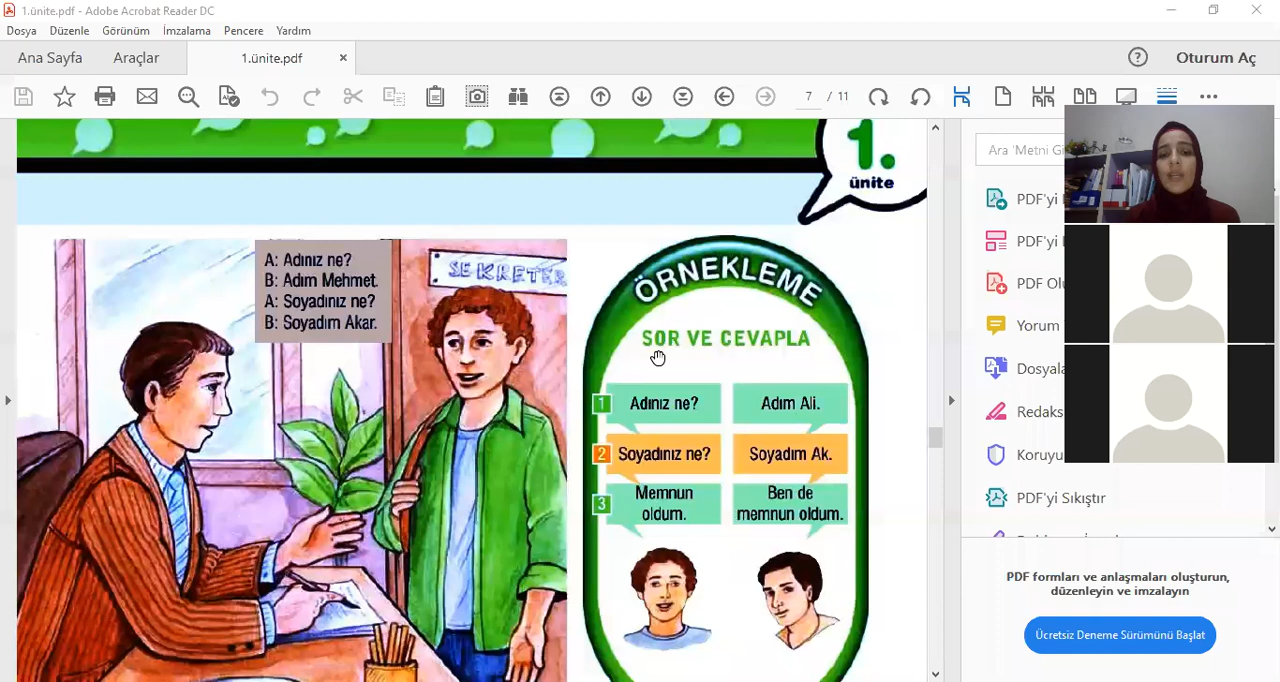 1.ünite.pdf - Adobe Acrobat Reader DC
Dosya Düzenle Görünüm İmzalama Pencere Yardım
Ana Sayfa Araçlar 1.ünite.pdf × ? Oturum Aç
7 / 11
1.
ünite
Ara 'Metni
A: Adınız ne?
B: Adım Mehmet.
A: Soyadınız ne?
B: Soyadım Akar.
SEKRETER
ÖRNEKLEME
SOR VE CEVAPLA
1 Adınız ne? Adım Ali.
2 Soyadınız ne? Soyadım Ak.
3 Memnun oldum. Ben de memnun oldum.
PDF'yi
PDF'yi
PDF
Yorum
PDF'yi Sıkıştır
PDF formları ve anlaşmaları oluşturun,
düzenleyin ve imzalayın
Ücretsiz Deneme Sürümünü Başlat